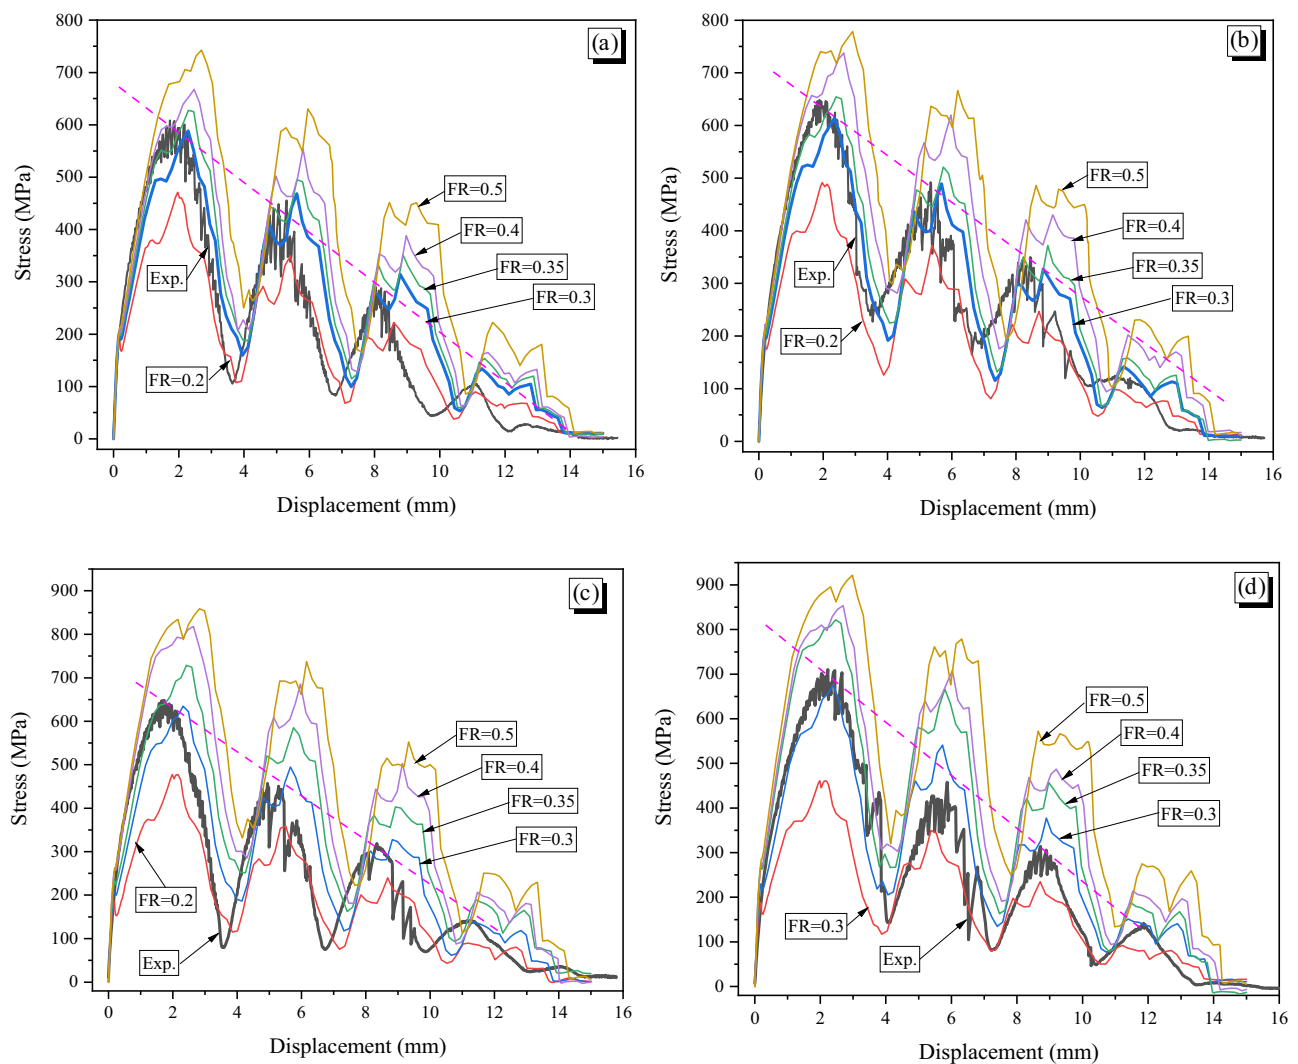 (a)
800
700
600
500
400
300
200
100
0
Stress (MPa)
FR=0.5
FR=0.4
FR=0.35
FR=0.3
Exp.
FR=0.2
0 2 4 6 8 10 12 14 16
Displacement (mm)
(b)
800
700
600
500
400
300
200
100
0
Stress (MPa)
FR=0.5
FR=0.4
FR=0.35
FR=0.3
Exp.
FR=0.2
0 2 4 6 8 10 12 14 16
Displacement (mm)
(c)
900
800
700
600
500
400
300
200
100
0
Stress (MPa)
FR=0.5
FR=0.4
FR=0.35
FR=0.3
FR=0.2
Exp.
0 2 4 6 8 10 12 14 16
Displacement (mm)
(d)
900
800
700
600
500
400
300
200
100
0
Stress (MPa)
FR=0.5
FR=0.4
FR=0.35
FR=0.3
FR=0.3
Exp.
0 2 4 6 8 10 12 14 16
Displacement (mm)